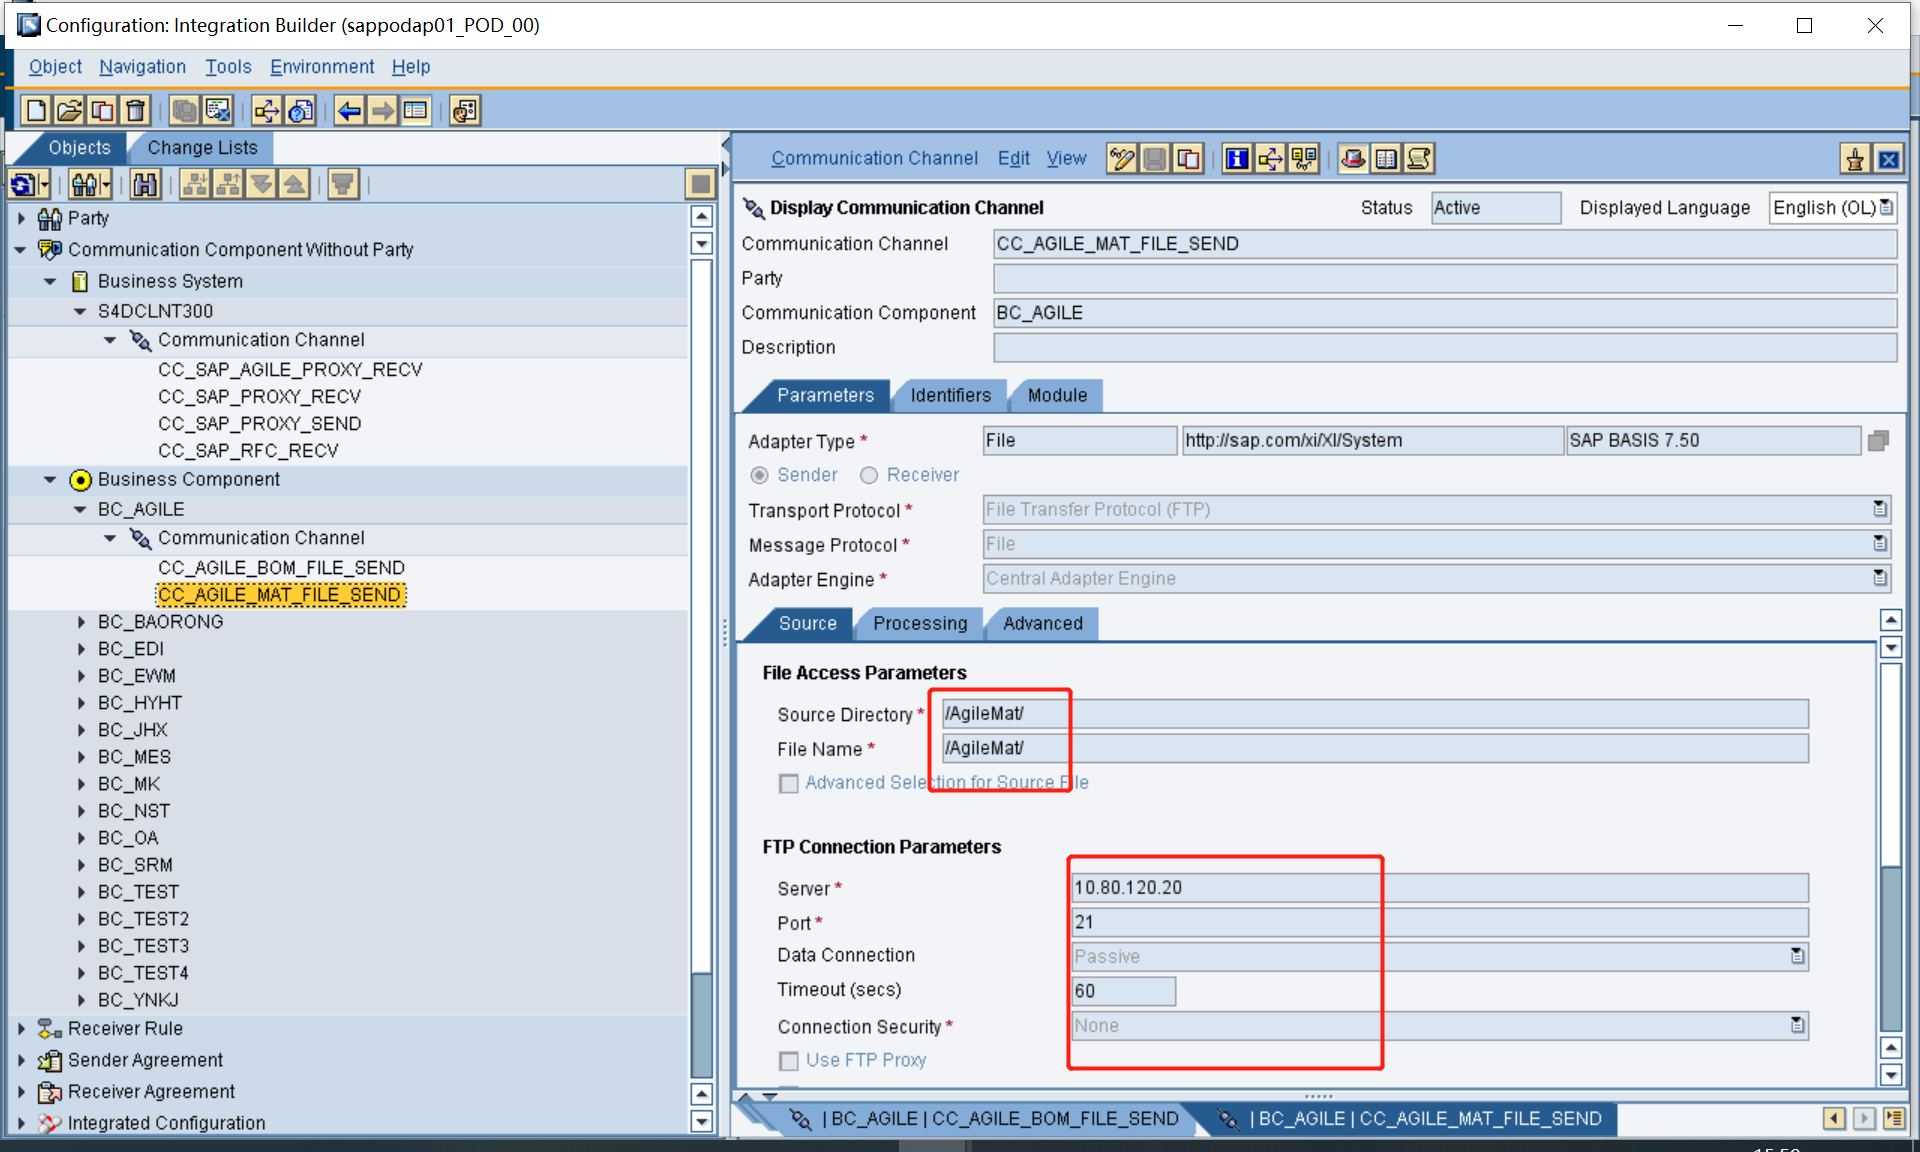 Configuration: Integration Builder (sappodap01_POD_00)
Object Navigation Tools Environment Help
Objects Change Lists
Party
Communication Component Without Party
Business System
S4DCLNT300
Communication Channel
CC_SAP_AGILE_PROXY_RECV
CC_SAP_PROXY_RECV
CC_SAP_PROXY_SEND
CC_SAP_RFC_RECV
Business Component
BC_AGILE
Communication Channel
CC_AGILE_BOM_FILE_SEND
CC_AGILE_MAT_FILE_SEND
BC_BAORONG
BC_EDI
BC_EWM
BC_HYHT
BC_JHX
BC_MES
BC_MK
BC_NST
BC_OA
BC_SRM
BC_TEST
BC_TEST2
BC_TEST3
BC_TEST4
BC_YNKJ
Receiver Rule
Sender Agreement
Receiver Agreement
Integrated Configuration
Communication Channel Edit View
Display Communication Channel Status Active Displayed Language English (OL)
Communication Channel CC_AGILE_MAT_FILE_SEND
Party
Communication Component BC_AGILE
Description
Parameters Identifiers Module
Adapter Type * File http://sap.com/xi/XI/System SAP BASIS 7.50
Sender Receiver
Transport Protocol * File Transfer Protocol (FTP)
Message Protocol * File
Adapter Engine * Central Adapter Engine
Source Processing Advanced
File Access Parameters
Source Directory * /AgileMat/
File Name * /AgileMat/
Advanced Selection for Source File
FTP Connection Parameters
Server * 10.80.120.20
Port * 21
Data Connection Passive
Timeout (secs) 60
Connection Security * None
Use FTP Proxy
| BC_AGILE | CC_AGILE_BOM_FILE_SEND | BC_AGILE | CC_AGILE_MAT_FILE_SEND